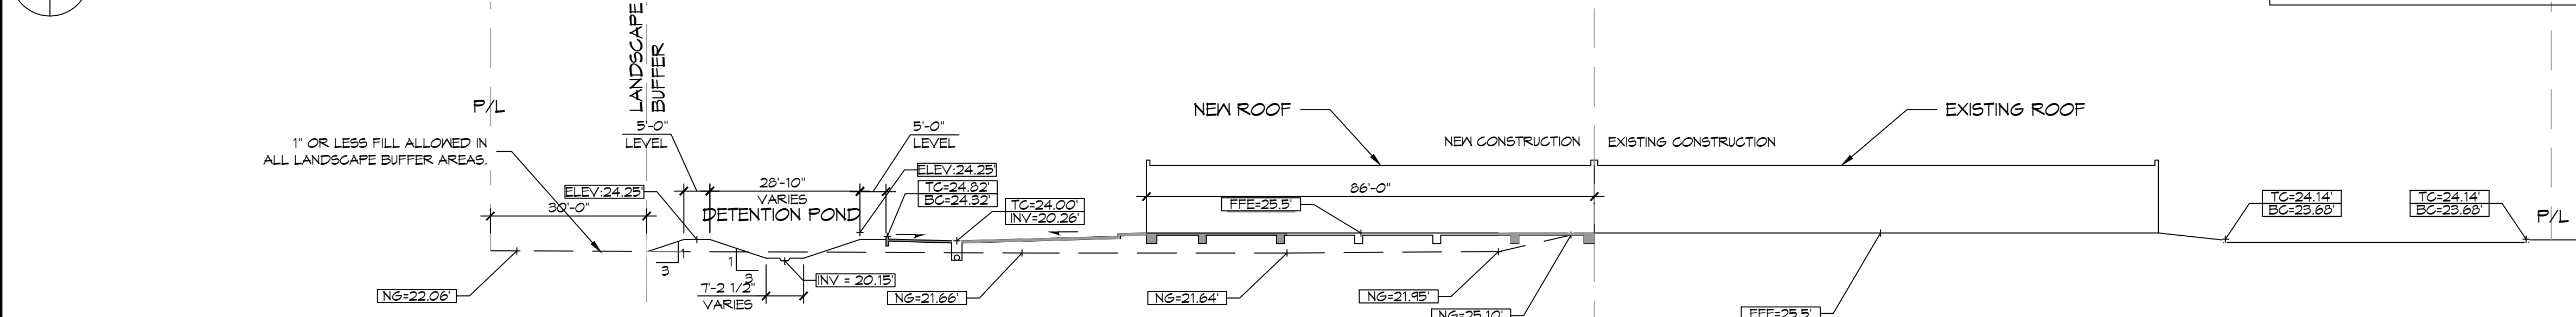 LANDSCAPE
BUFFER
P/L
1" OR LESS FILL ALLOWED IN
ALL LANDSCAPE BUFFER AREAS.
5'-0"
LEVEL
5'-0"
LEVEL
ELEV:24.25'
30'-0"
28'-10"
VARIES
DETENTION POND
ELEV:24.25'
TC=24.82'
BC=24.32'
TC=24.00'
INV=20.26'
1
3
1
3
7'-2 1/2"
VARIES
INV = 20.15'
NG=22.06'
NG=21.66'
NEW ROOF
NEW CONSTRUCTION
EXISTING CONSTRUCTION
EXISTING ROOF
86'-0"
FFE=25.5'
NG=21.64'
NG=21.95'
NG=25.10'
FFE=25.5'
TC=24.14'
BC=23.68'
TC=24.14'
BC=23.68'
P/L